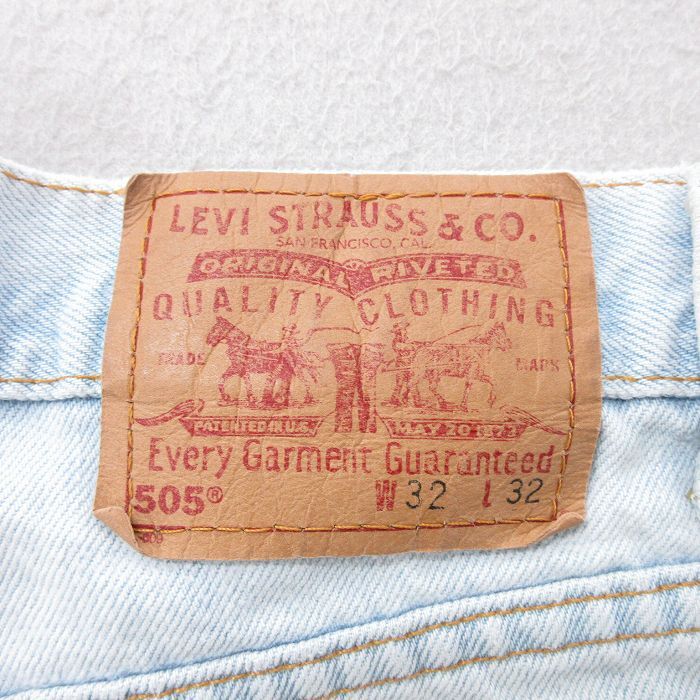 LEVI STRAUSS & CO.
SAN FRANCISCO, CAL.
ORIGINAL RIVETED
QUALITY CLOTHING
TRADE MARK
PATENTED IN U.S. MAY 20 1873
Every Garment Guaranteed
505® W 32 L 32